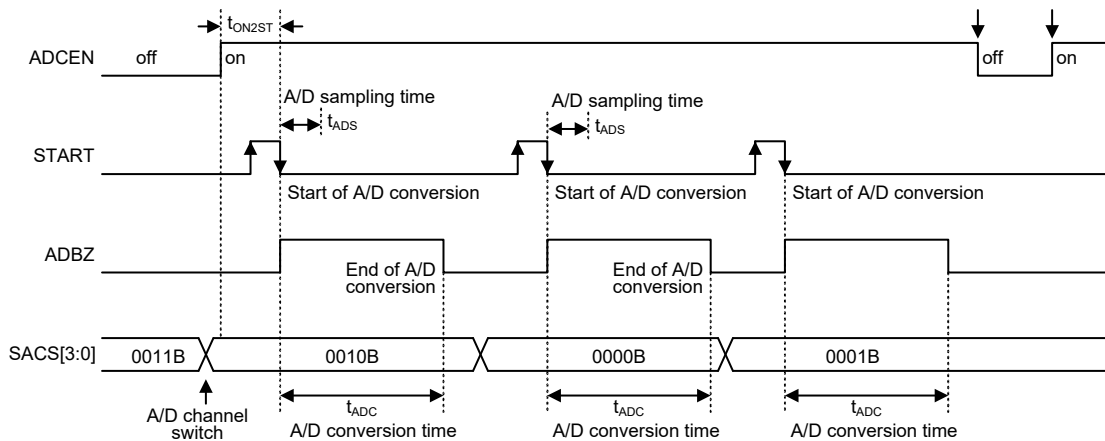 tON2ST
ADCEN
off
on
off
on
A/D sampling time
tADS
A/D sampling time
tADS
START
Start of A/D conversion
Start of A/D conversion
Start of A/D conversion
ADBZ
End of A/D
conversion
End of A/D
conversion
SACS[3:0]
0011B
0010B
0000B
0001B
A/D channel
switch
tADC
A/D conversion time
tADC
A/D conversion time
tADC
A/D conversion time